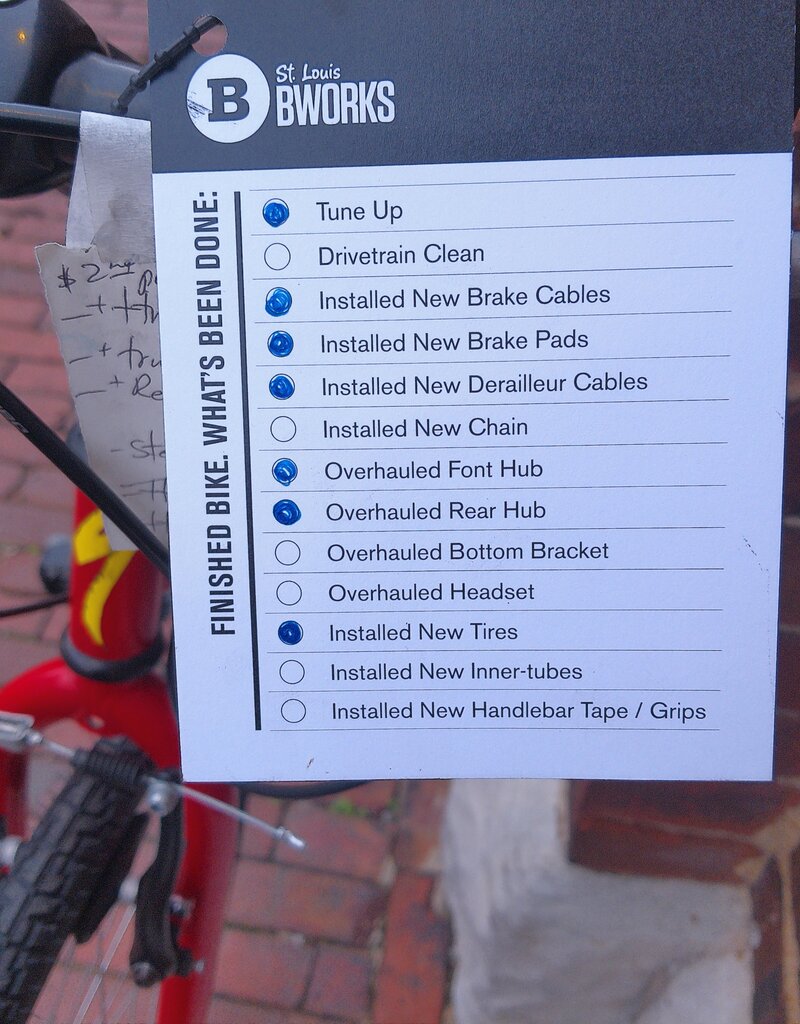 B
St. Louis
BWORKS
FINISHED BIKE. WHAT'S BEEN DONE:
Tune Up
Drivetrain Clean
Installed New Brake Cables
Installed New Brake Pads
Installed New Derailleur Cables
Installed New Chain
Overhauled Font Hub
Overhauled Rear Hub
Overhauled Bottom Bracket
Overhauled Headset
Installed New Tires
Installed New Inner-tubes
Installed New Handlebar Tape / Grips
$ 2nd